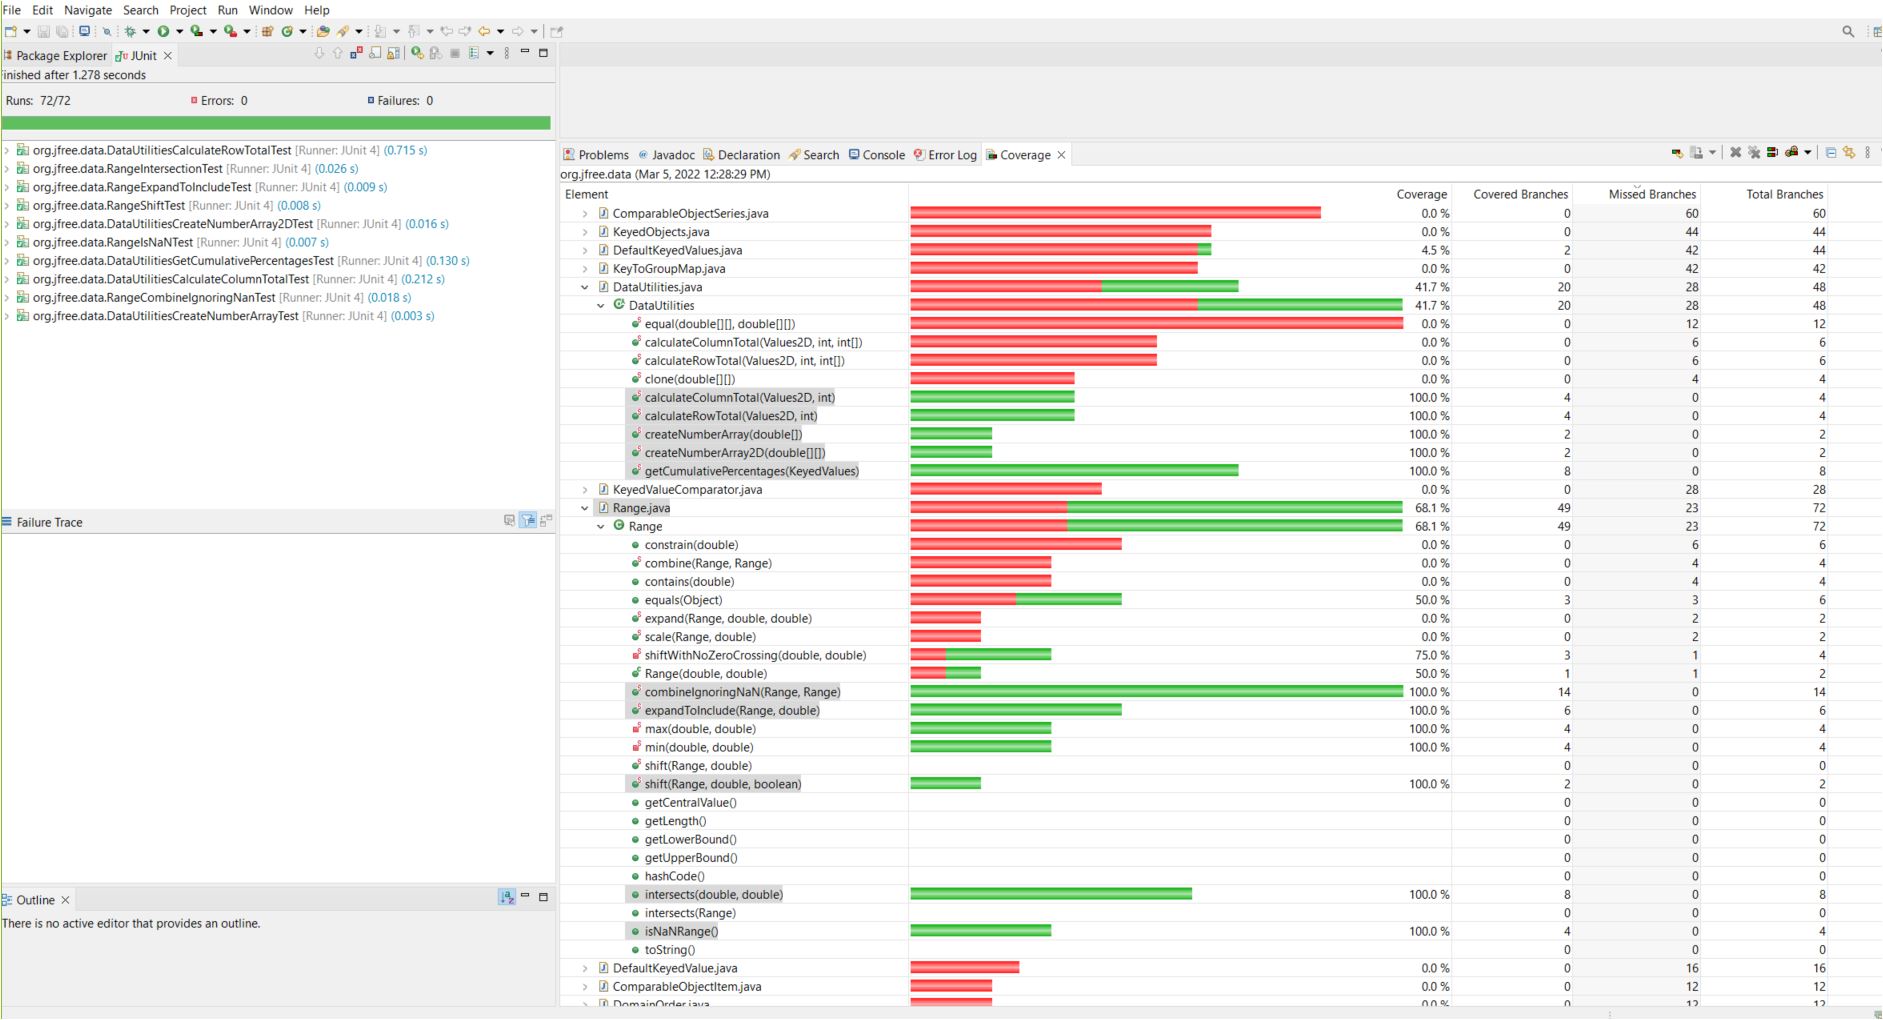 File Edit Navigate Search Project Run Window Help
Package Explorer JUnit
Finished after 1.278 seconds
Runs: 72/72 Errors: 0 Failures: 0
org.jfree.data.DataUtilitiesCalculateRowTotalTest [Runner: JUnit 4] (0.715 s)
org.jfree.data.RangeIntersectionTest [Runner: JUnit 4] (0.026 s)
org.jfree.data.RangeExpandToIncludeTest [Runner: JUnit 4] (0.009 s)
org.jfree.data.RangeShiftTest [Runner: JUnit 4] (0.008 s)
org.jfree.data.DataUtilitiesCreateNumberArray2DTest [Runner: JUnit 4] (0.016 s)
org.jfree.data.RangeIsNaNTest [Runner: JUnit 4] (0.007 s)
org.jfree.data.DataUtilitiesGetCumulativePercentagesTest [Runner: JUnit 4] (0.130 s)
org.jfree.data.DataUtilitiesCalculateColumnTotalTest [Runner: JUnit 4] (0.212 s)
org.jfree.data.RangeCombineIgnoringNanTest [Runner: JUnit 4] (0.018 s)
org.jfree.data.DataUtilitiesCreateNumberArrayTest [Runner: JUnit 4] (0.003 s)
Failure Trace
Outline
There is no active editor that provides an outline.
Problems Javadoc Declaration Search Console Error Log Coverage
org.jfree.data (Mar 5, 2022 12:28:29 PM)
Element Coverage Covered Branches Missed Branches Total Branches
ComparableObjectSeries.java 0.0 % 0 60 60
KeyedObjects.java 0.0 % 0 44 44
DefaultKeyedValues.java 4.5 % 2 42 44
KeyToGroupMap.java 0.0 % 0 42 42
DataUtilities.java 41.7 % 20 28 48
DataUtilities 41.7 % 20 28 48
equal(double[][], double[][]) 0.0 % 0 12 12
calculateColumnTotal(Values2D, int, int[]) 0.0 % 0 6 6
calculateRowTotal(Values2D, int, int[]) 0.0 % 0 6 6
clone(double[][]) 0.0 % 0 4 4
calculateColumnTotal(Values2D, int) 100.0 % 4 0 4
calculateRowTotal(Values2D, int) 100.0 % 4 0 4
createNumberArray(double[]) 100.0 % 2 0 2
createNumberArray2D(double[][]) 100.0 % 2 0 2
getCumulativePercentages(KeyedValues) 100.0 % 8 0 8
KeyedValueComparator.java 0.0 % 0 28 28
Range.java 68.1 % 49 23 72
Range 68.1 % 49 23 72
constrain(double) 0.0 % 0 6 6
combine(Range, Range) 0.0 % 0 4 4
contains(double) 0.0 % 0 4 4
equals(Object) 50.0 % 3 3 6
expand(Range, double, double) 0.0 % 0 2 2
scale(Range, double) 0.0 % 0 2 2
shiftWithNoZeroCrossing(double, double) 75.0 % 3 1 4
Range(double, double) 50.0 % 1 1 2
combineIgnoringNaN(Range, Range) 100.0 % 14 0 14
expandToInclude(Range, double) 100.0 % 6 0 6
max(double, double) 100.0 % 4 0 4
min(double, double) 100.0 % 4 0 4
shift(Range, double) 0 0 0
shift(Range, double, boolean) 100.0 % 2 0 2
getCentralValue() 0 0 0
getLength() 0 0 0
getLowerBound() 0 0 0
getUpperBound() 0 0 0
hashCode() 0 0 0
intersects(double, double) 100.0 % 8 0 8
intersects(Range) 0 0 0
isNaNRange() 100.0 % 4 0 4
toString() 0 0 0
DefaultKeyedValue.java 0.0 % 0 16 16
ComparableObjectItem.java 0.0 % 0 12 12
DomainOrder.java 0.0 % 0 12 12